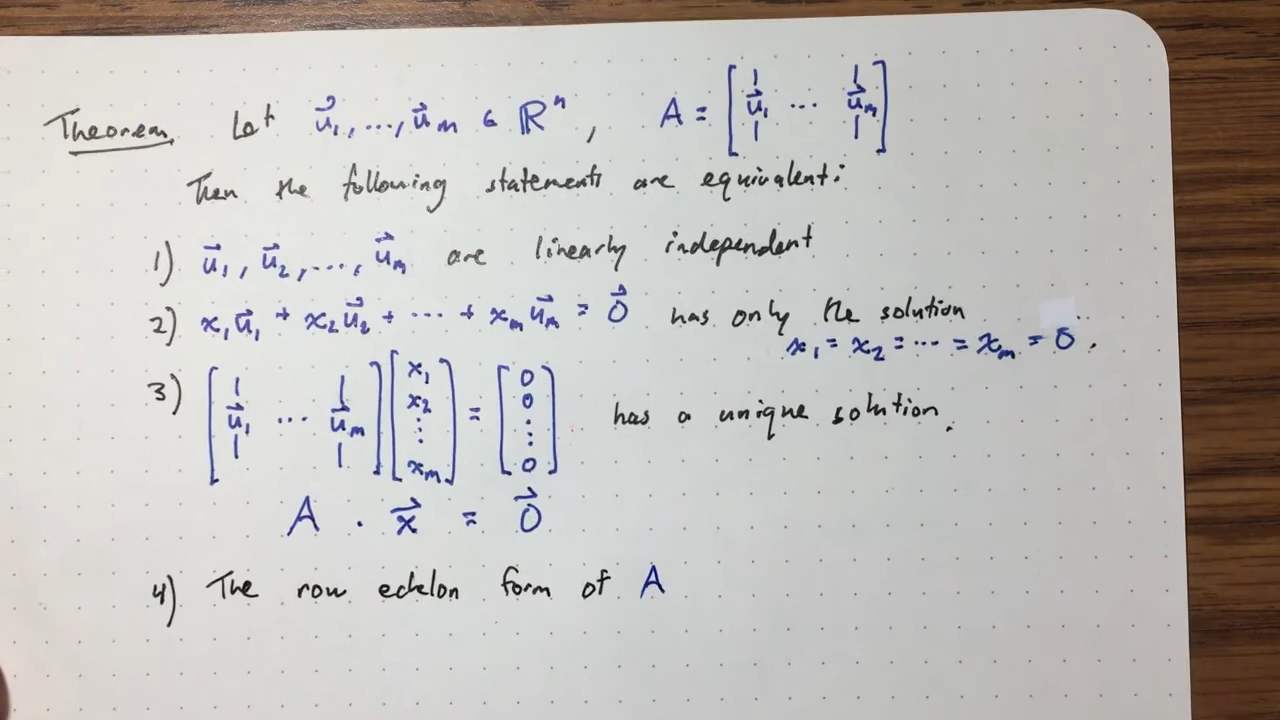 Theorem. Let u⃗₁, ..., u⃗ₘ ∈ ℝⁿ, A = [u⃗₁ ... u⃗ₘ]
Then the following statements are equivalent:
1) u⃗₁, u⃗₂, ..., u⃗ₘ are linearly independent
2) x₁u⃗₁ + x₂u⃗₂ + ... + xₘu⃗ₘ = 0⃗ has only the solution
x₁ = x₂ = ... = xₘ = 0.
3) [u⃗₁ ... u⃗ₘ] [x₁ x₂ ⋮ xₘ] = [0 0 ⋮ 0] has a unique solution.
A · x⃗ = 0⃗
4) The row echelon form of A